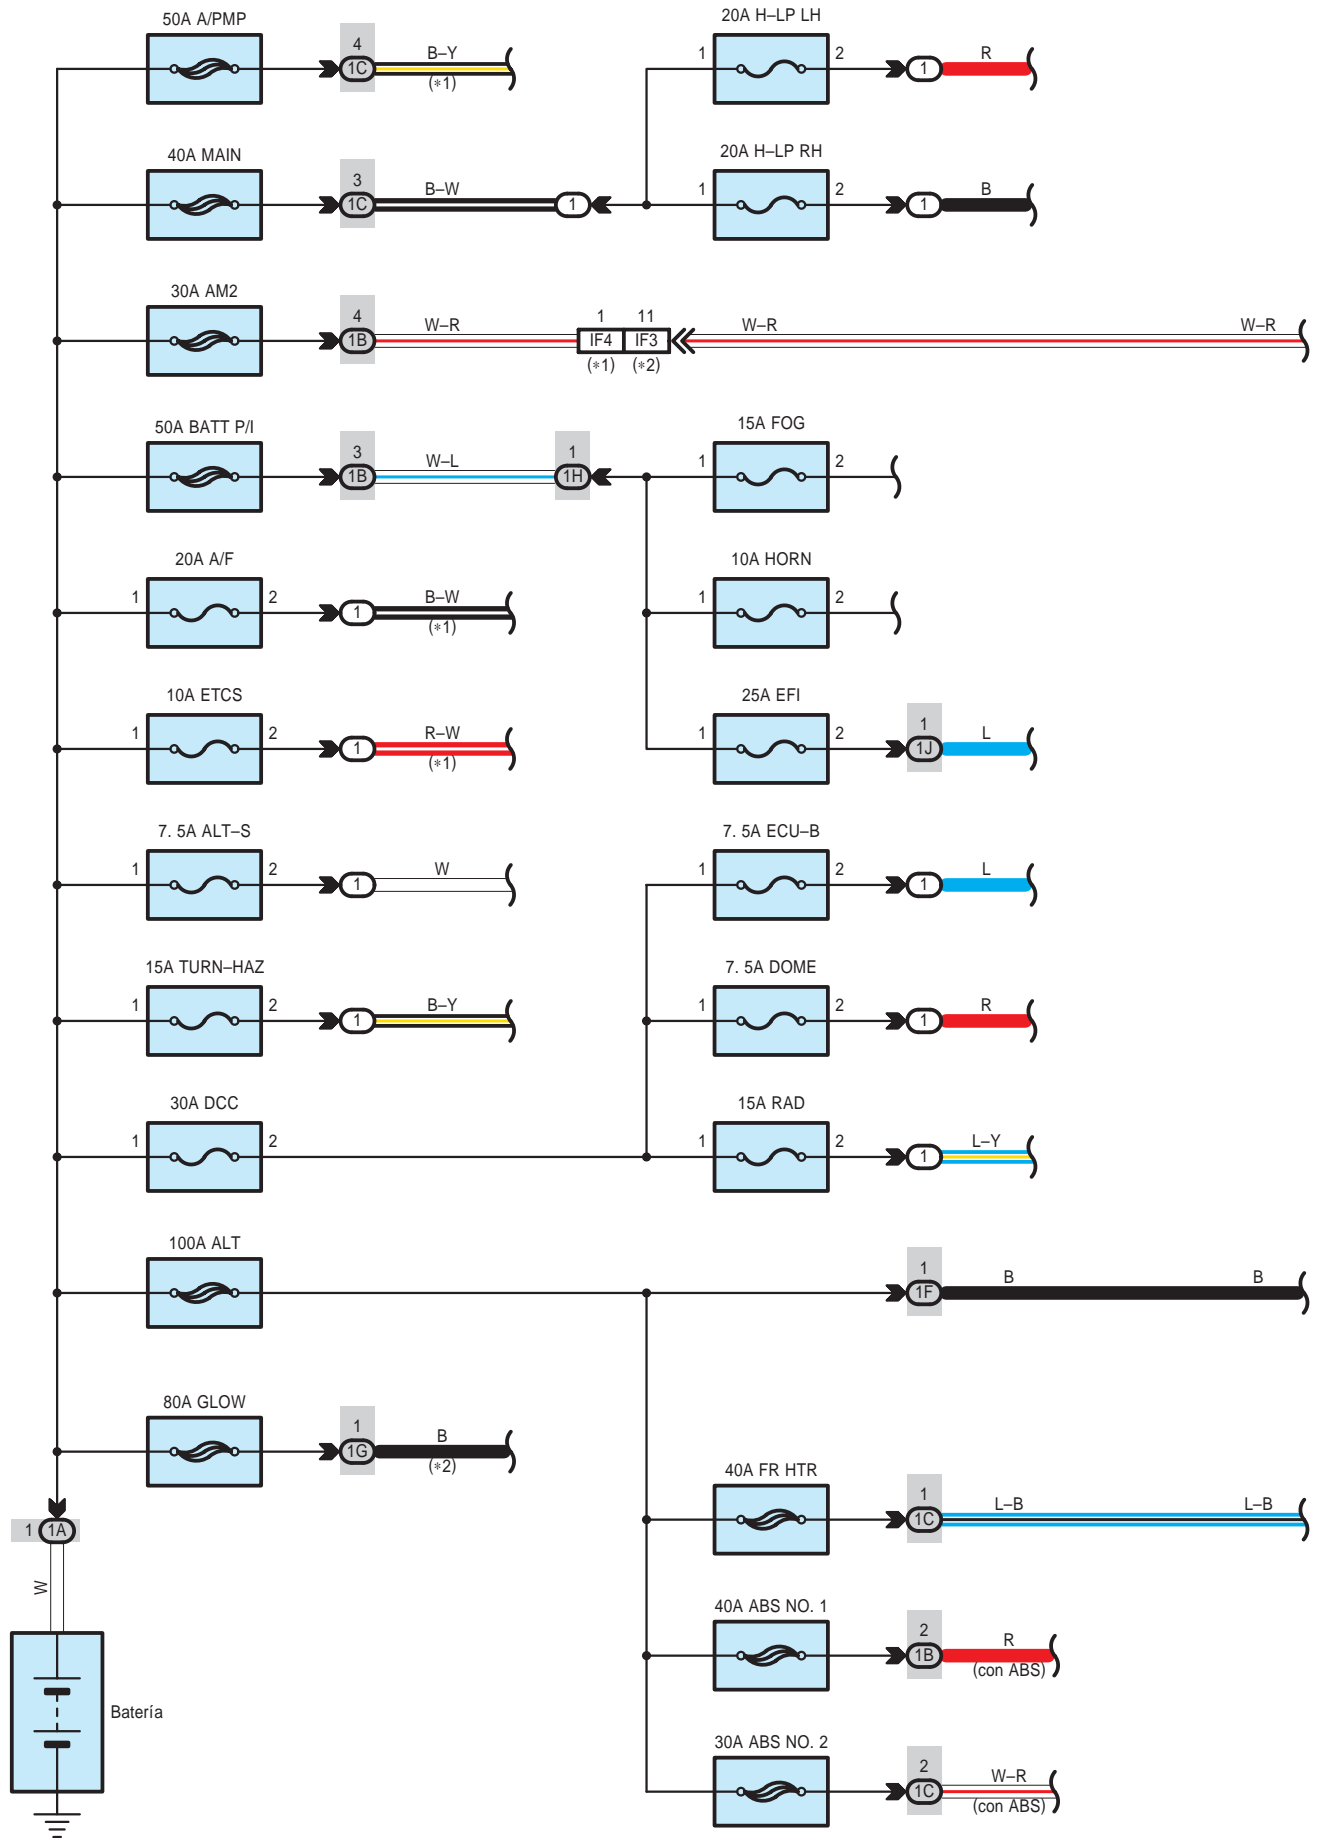 50A A/PMP
20A H–LP LH
4
1C
B–Y
(∗1)
1
2
1
R
40A MAIN
20A H–LP RH
3
1C
B–W
1
1
2
1
B
30A AM2
4
1B
W–R
1
11
IF4
IF3
(∗1)
(∗2)
W–R
W–R
50A BATT P/I
15A FOG
3
1B
W–L
1
1H
1
2
20A A/F
10A HORN
1
2
1
B–W
(∗1)
1
2
10A ETCS
25A EFI
1
2
1
R–W
(∗1)
1
2
1
1J
L
7. 5A ALT–S
7. 5A ECU–B
1
2
1
W
1
2
1
L
15A TURN–HAZ
7. 5A DOME
1
2
1
B–Y
1
2
1
R
30A DCC
15A RAD
1
2
1
2
1
L–Y
100A ALT
1
1F
B
B
80A GLOW
1
1G
B
(∗2)
40A FR HTR
1
1C
L–B
L–B
1
1A
W
40A ABS NO. 1
2
1B
R
(con ABS)
Batería
30A ABS NO. 2
2
1C
W–R
(con ABS)